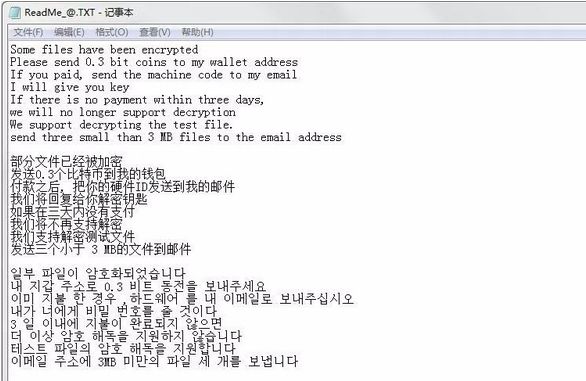 ReadMe_@.TXT - 记事本
文件(F) 编辑(E) 格式(O) 查看(V) 帮助(H)
Some files have been encrypted
Please send 0.3 bit coins to my wallet address
If you paid, send the machine code to my email
I will give you key
If there is no payment within three days,
we will no longer support decryption
We support decrypting the test file.
send three small than 3 MB files to the email address
部分文件已经被加密
发送0.3个比特币到我的钱包
付款之后, 把你的硬件ID发送到我的邮件
我们将回复给你解密钥匙
如果在三天内没有支付
我们将不再支持解密
我们支持解密测试文件
发送三个小于 3 MB的文件到邮件
일부 파일이 암호화되었습니다
내 지갑 주소로 0.3 비트 동전을 보내주세요
이미 지불 한 경우 ,하드웨어 를 내 이메일로 보내주십시오
내가 너에게 비밀 번호를 줄 것이다
3 일 이내에 지불이 완료되지 않으면
더 이상 암호 해독을 지원하지 않습니다
테스트 파일의 암호 해독을 지원합니다
이메일 주소에 3MB 미만의 파일 세 개를 보냅니다